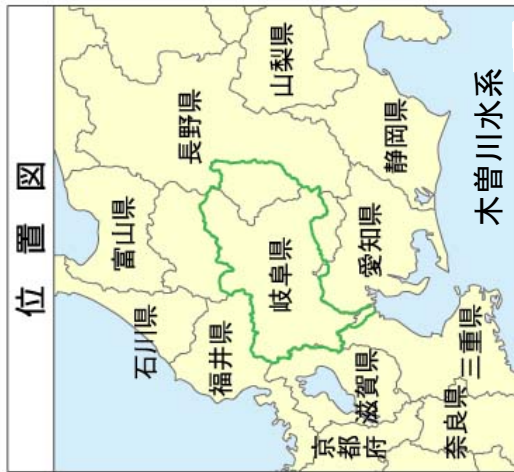 位置図
石川県
富山県
福井県
長野県
岐阜県
山梨県
京都府
滋賀県
愛知県
静岡県
奈良県
三重県
木曽川水系